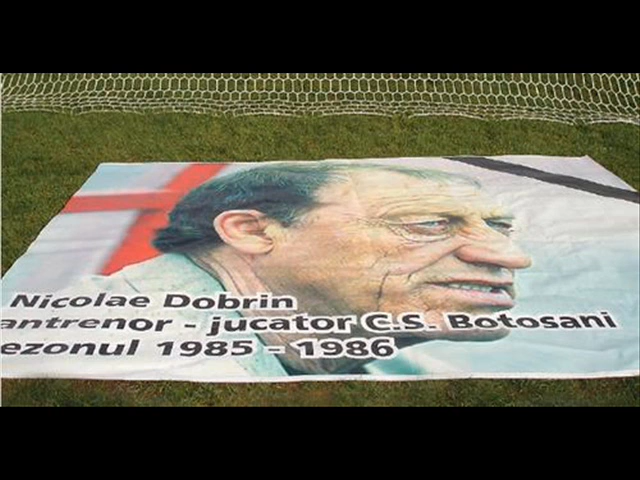 Nicolae Dobrin
antrenor - jucator C.S. Botosani
ezonul 1985 - 1986